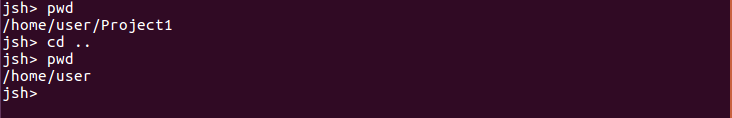 jsh> pwd
/home/user/Project1
jsh> cd ..
jsh> pwd
/home/user
jsh>